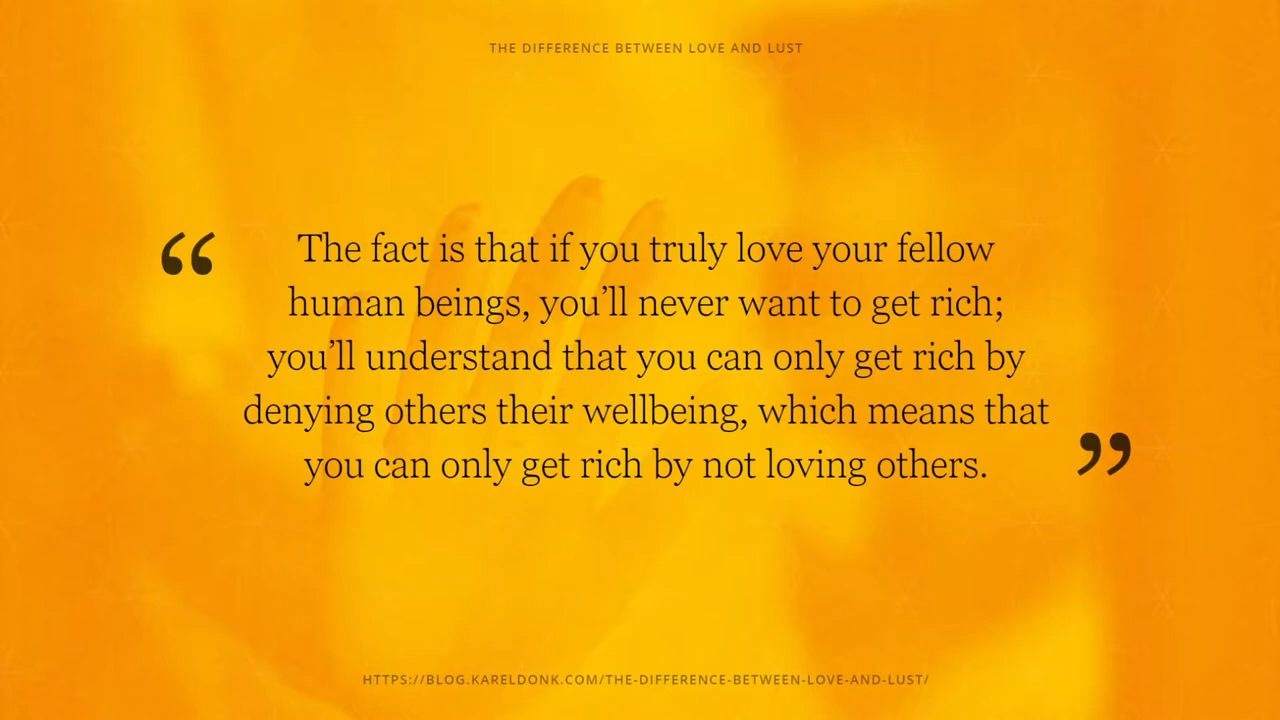 THE DIFFERENCE BETWEEN LOVE AND LUST
“ The fact is that if you truly love your fellow
human beings, you’ll never want to get rich;
you’ll understand that you can only get rich by
denying others their wellbeing, which means that
you can only get rich by not loving others. ”
HTTPS://BLOG.KARELDONK.COM/THE-DIFFERENCE-BETWEEN-LOVE-AND-LUST/